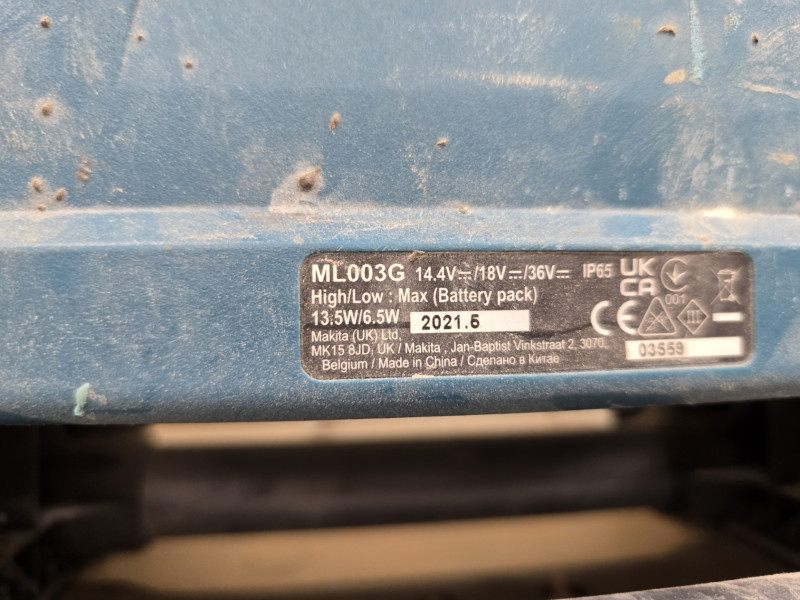 ML003G 14.4V⎓/18V⎓/36V⎓ IP65 UK CA
High/Low : Max (Battery pack)
13.5W/6.5W 2021.5 CE 001 III
Makita (UK) Ltd,
MK15 8JD, UK / Makita , Jan-Baptist Vinkstraat 2, 3070,
Belgium / Made in China / Сделано в Китае
03559